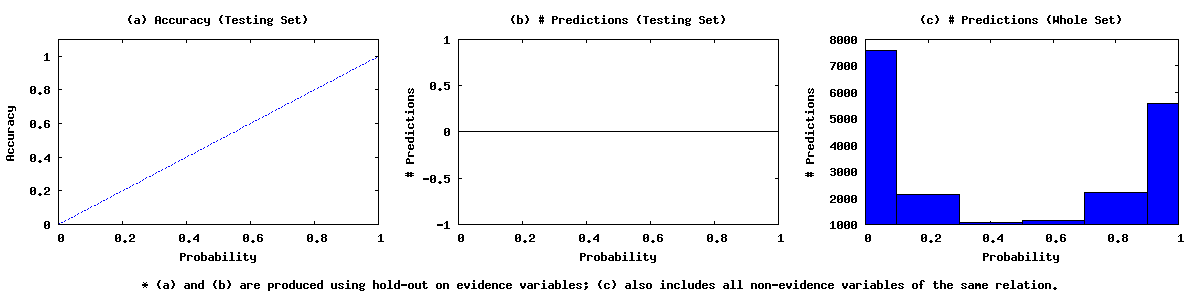 (a) Accuracy (Testing Set)
(b) # Predictions (Testing Set)
(c) # Predictions (Whole Set)
Accuracy
1
0.8
0.6
0.4
0.2
0
0 0.2 0.4 0.6 0.8 1
Probability
# Predictions
1
0.5
0
-0.5
-1
0 0.2 0.4 0.6 0.8 1
Probability
# Predictions
8000
7000
6000
5000
4000
3000
2000
1000
0 0.2 0.4 0.6 0.8 1
Probability
* (a) and (b) are produced using hold-out on evidence variables; (c) also includes all non-evidence variables of the same relation.